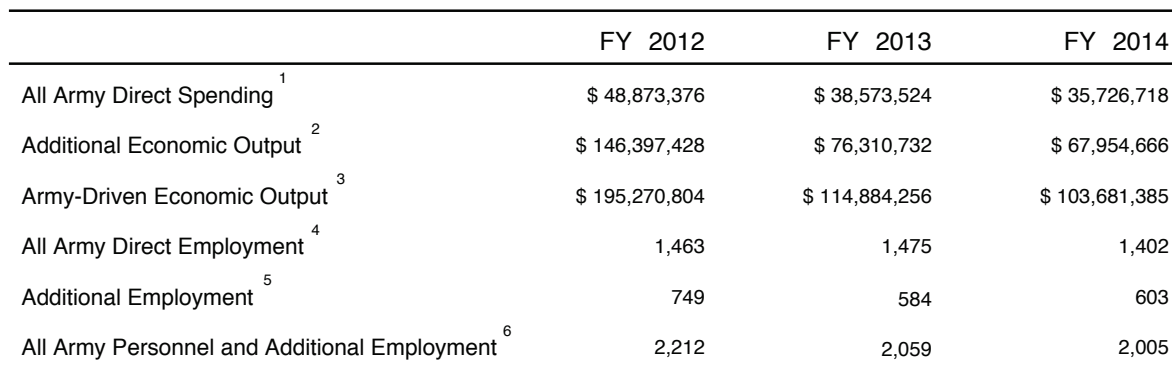 FY 2012 FY 2013 FY 2014
All Army Direct Spending 1 $ 48,873,376 $ 38,573,524 $ 35,726,718
Additional Economic Output 2 $ 146,397,428 $ 76,310,732 $ 67,954,666
Army-Driven Economic Output 3 $ 195,270,804 $ 114,884,256 $ 103,681,385
All Army Direct Employment 4 1,463 1,475 1,402
Additional Employment 5 749 584 603
All Army Personnel and Additional Employment 6 2,212 2,059 2,005